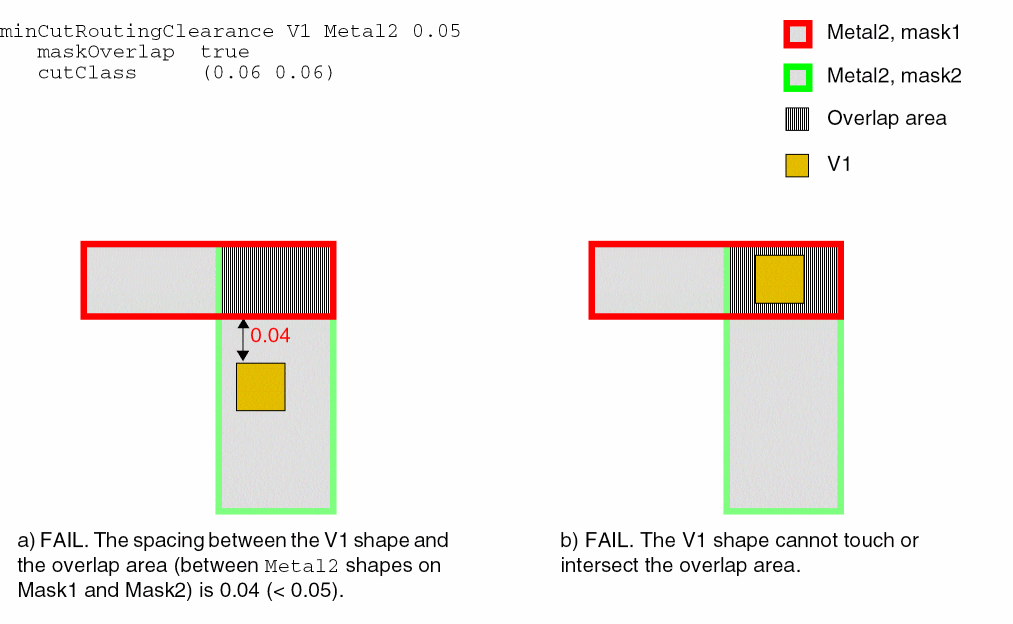 minCutRoutingClearance V1 Metal2 0.05
maskOverlap true
cutClass (0.06 0.06)
Metal2, mask1
Metal2, mask2
Overlap area
V1
0.04
a) FAIL. The spacing between the V1 shape and
the overlap area (between Metal2 shapes on
Mask1 and Mask2) is 0.04 (< 0.05).
b) FAIL. The V1 shape cannot touch or
intersect the overlap area.